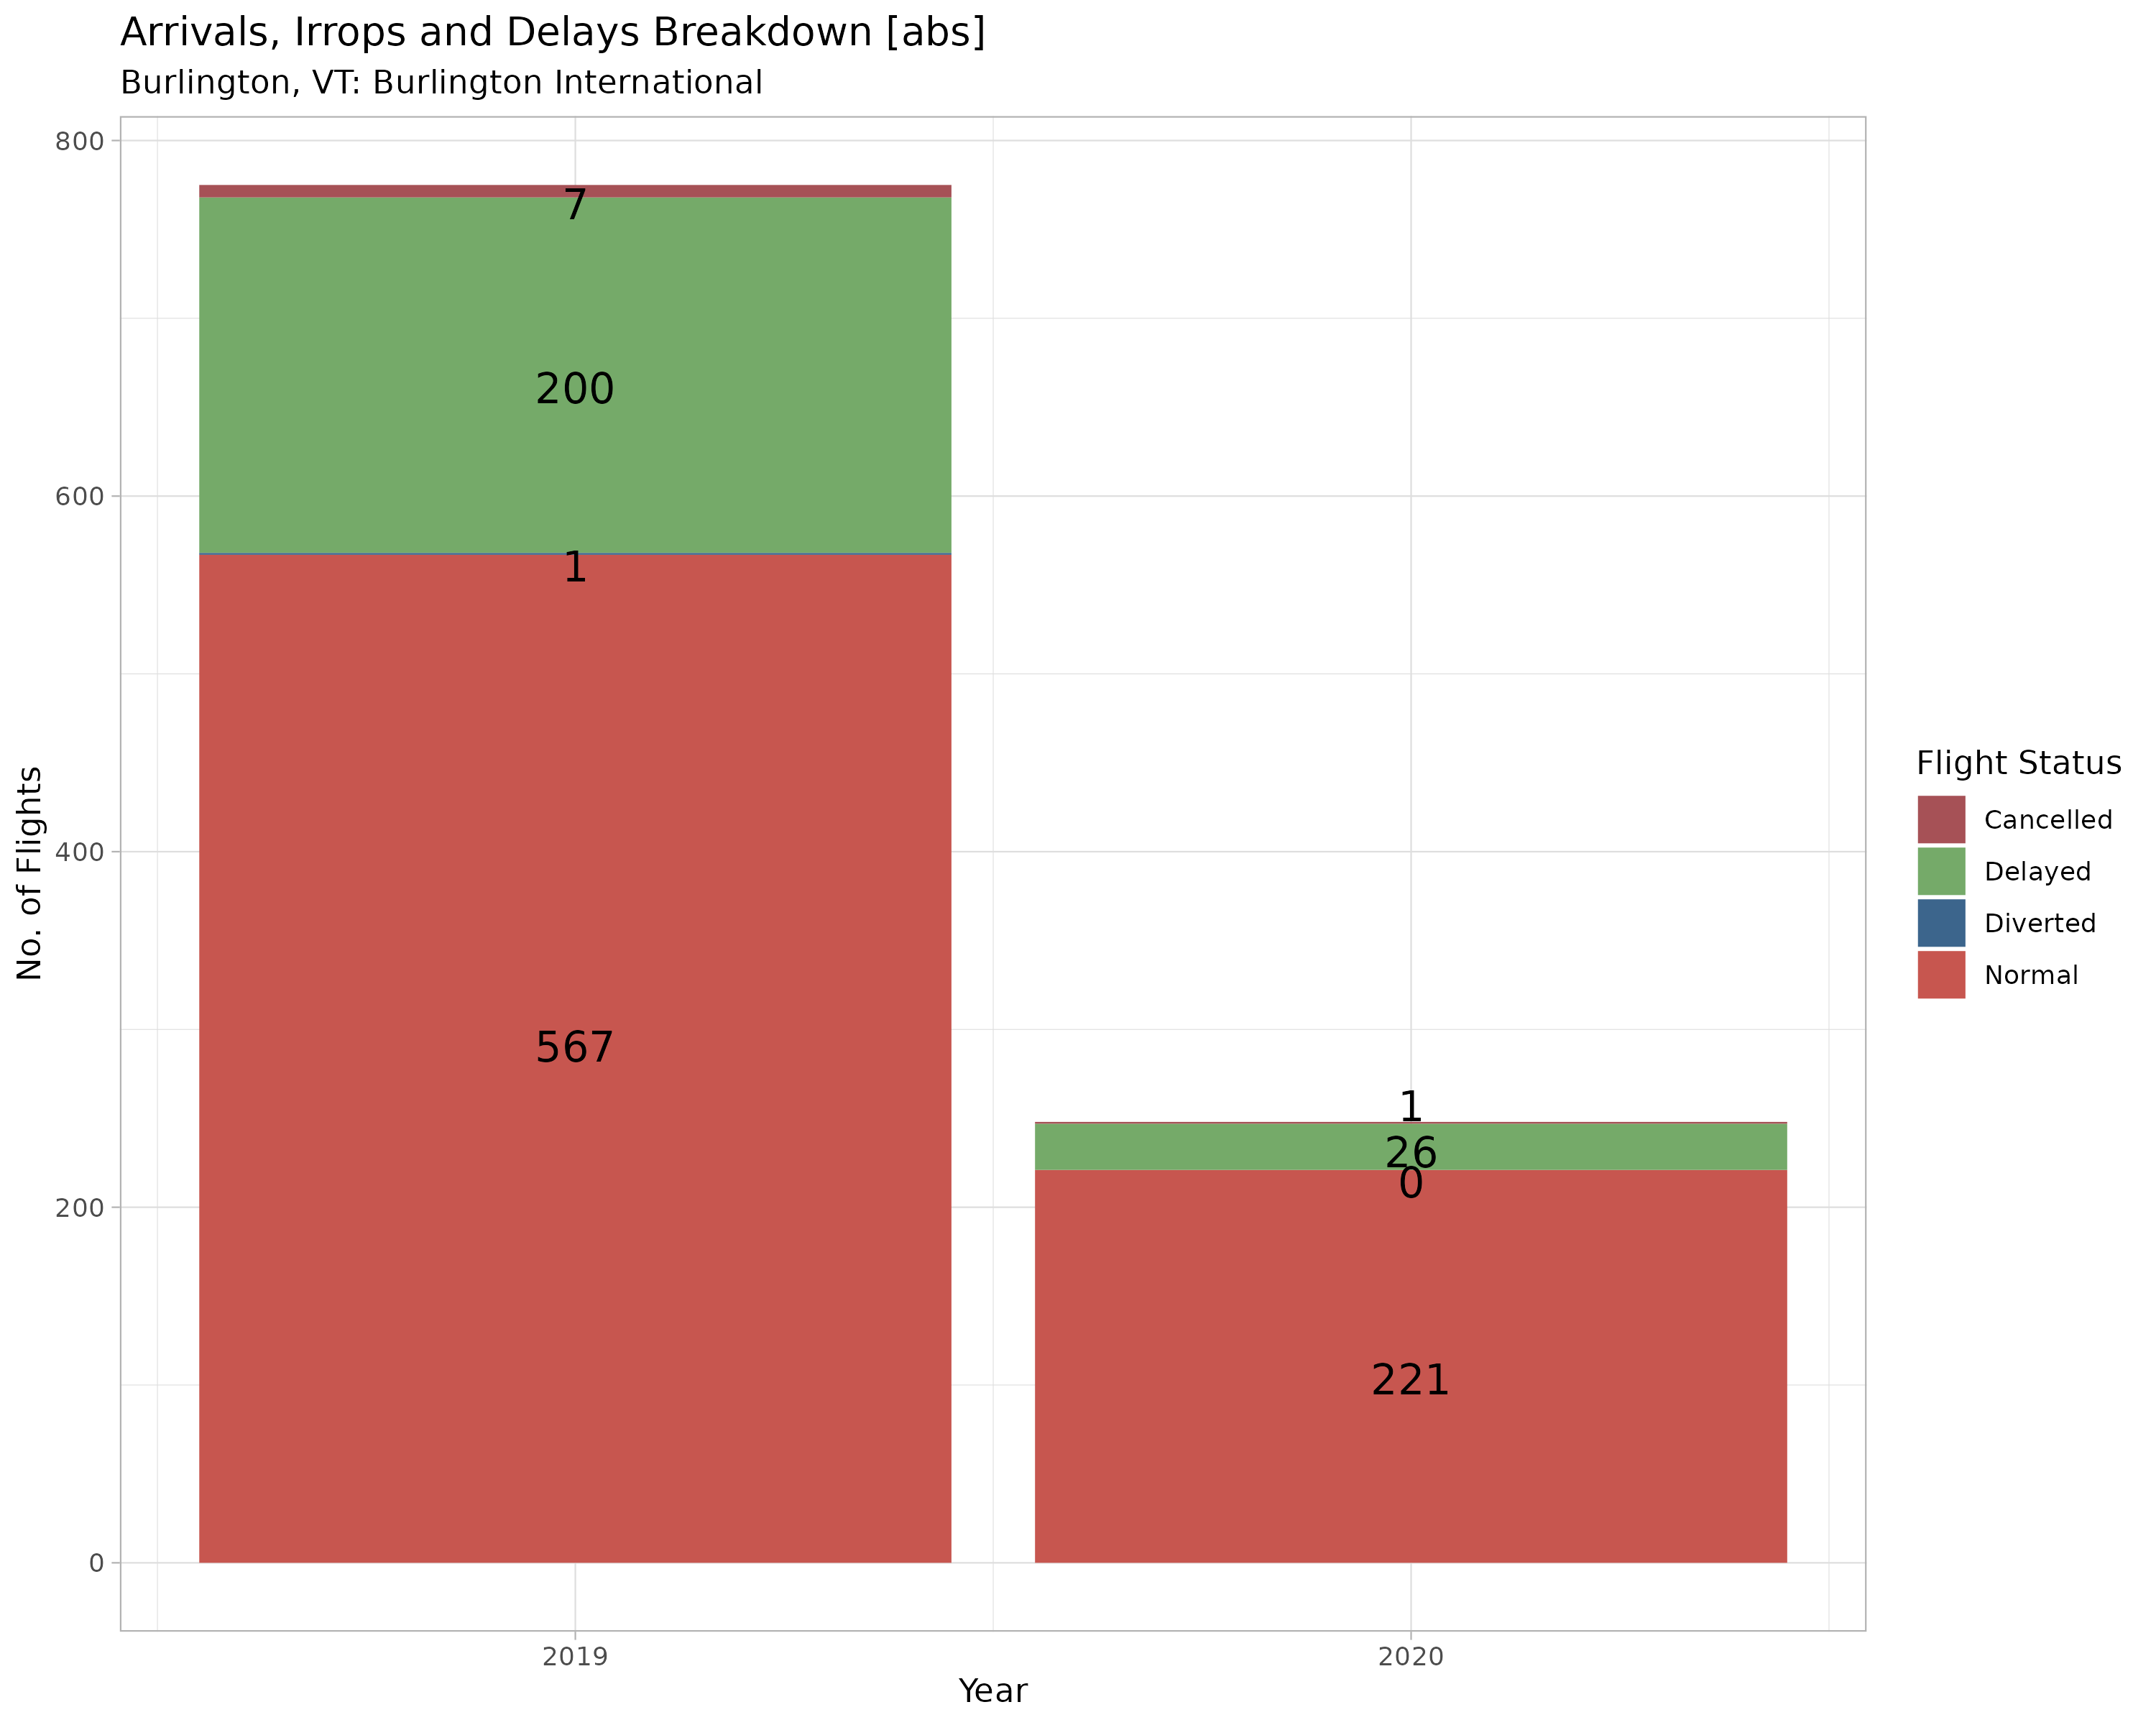 Arrivals, Irrops and Delays Breakdown [abs]
Burlington, VT: Burlington International
800
600
400
200
0
No. of Flights
7
200
1
567
1
26
0
221
2019
2020
Year
Flight Status
Cancelled
Delayed
Diverted
Normal